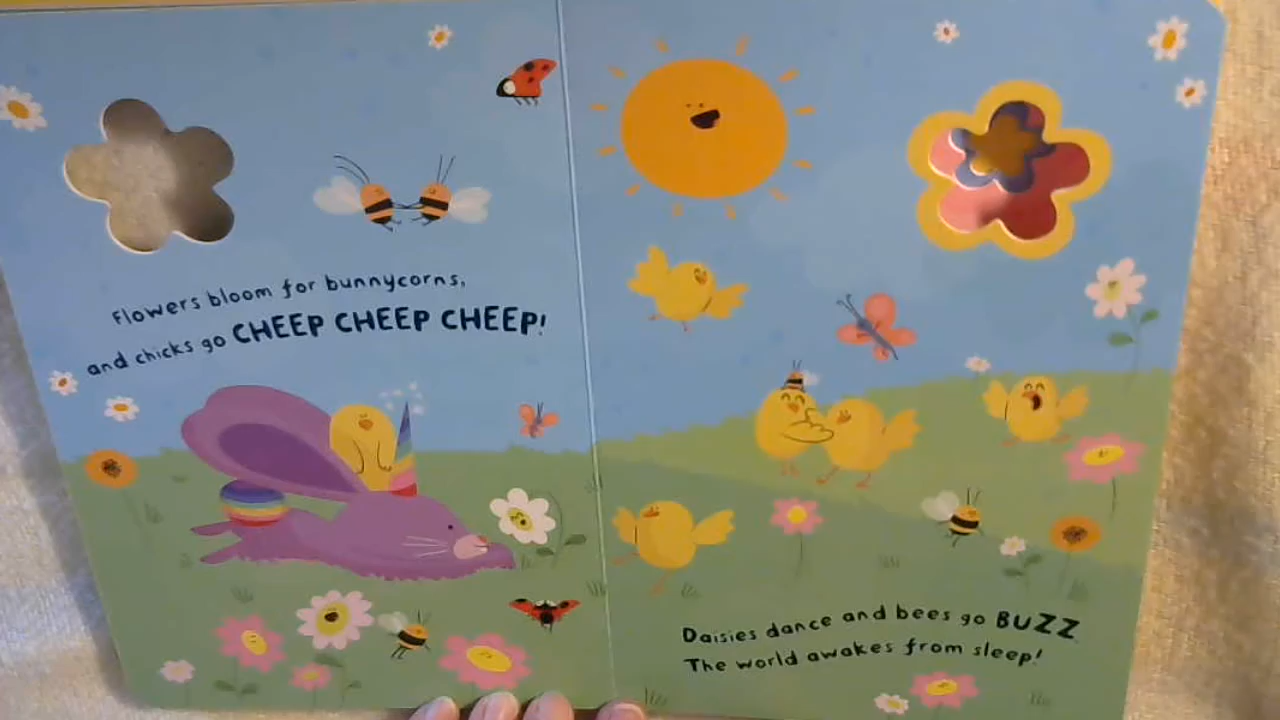 Flowers bloom for bunnycorns,
and chicks go CHEEP CHEEP CHEEP!
Daisies dance and bees go BUZZ
The world awakes from sleep!